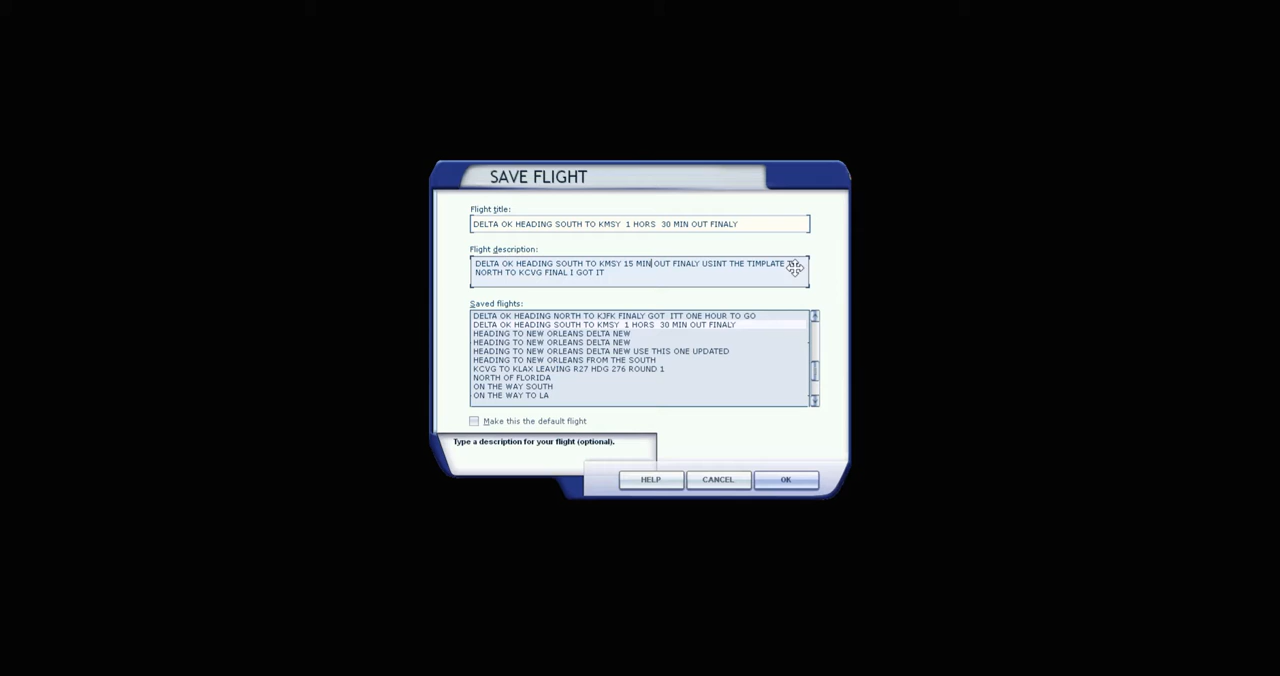 SAVE FLIGHT
Flight title:
DELTA OK HEADING SOUTH TO KMSY 1 HORS 30 MIN OUT FINALY
Flight description:
DELTA OK HEADING SOUTH TO KMSY 15 MIN OUT FINALY USINT THE TIMPLATE
NORTH TO KCVG FINAL I GOT IT
Saved flights:
DELTA OK HEADING NORTH TO KJFK FINALY GOT ITT ONE HOUR TO GO
DELTA OK HEADING SOUTH TO KMSY 1 HORS 30 MIN OUT FINALY
HEADING TO NEW ORLEANS DELTA NEW
HEADING TO NEW ORLEANS DELTA NEW
HEADING TO NEW ORLEANS DELTA NEW USE THIS ONE UPDATED
HEADING TO NEW ORLEANS FROM THE SOUTH
KCVG TO KLAX LEAVING R27 HDG 276 ROUND 1
NORTH OF FLORIDA
ON THE WAY SOUTH
ON THE WAY TO LA
Make this the default flight
Type a description for your flight (optional).
HELP CANCEL OK